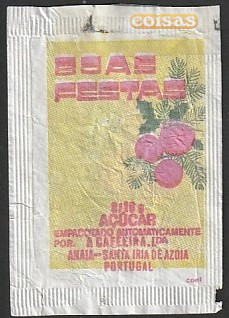 coisas
BOAS
FESTAS
8/10 g
AÇÚCAR
EMPACOTADO AUTOMATICAMENTE
POR. A CAFEEIRA, LDA
ANAIA - SANTA IRIA DE AZOIA
PORTUGAL